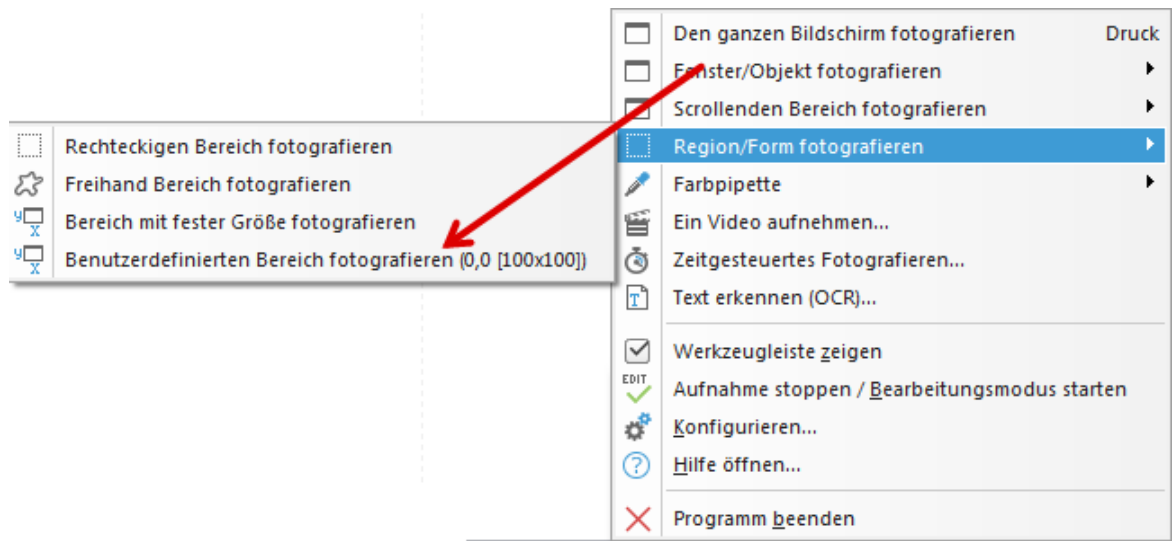 Den ganzen Bildschirm fotografieren Druck
Fenster/Objekt fotografieren
Scrollenden Bereich fotografieren
Region/Form fotografieren
Farbpipette
Ein Video aufnehmen...
Zeitgesteuertes Fotografieren...
Text erkennen (OCR)...
Werkzeugleiste zeigen
EDIT
Aufnahme stoppen / Bearbeitungsmodus starten
Konfigurieren...
Hilfe öffnen...
Programm beenden
Rechteckigen Bereich fotografieren
Freihand Bereich fotografieren
y x Bereich mit fester Größe fotografieren
y x Benutzerdefinierten Bereich fotografieren (0,0 [100x100])